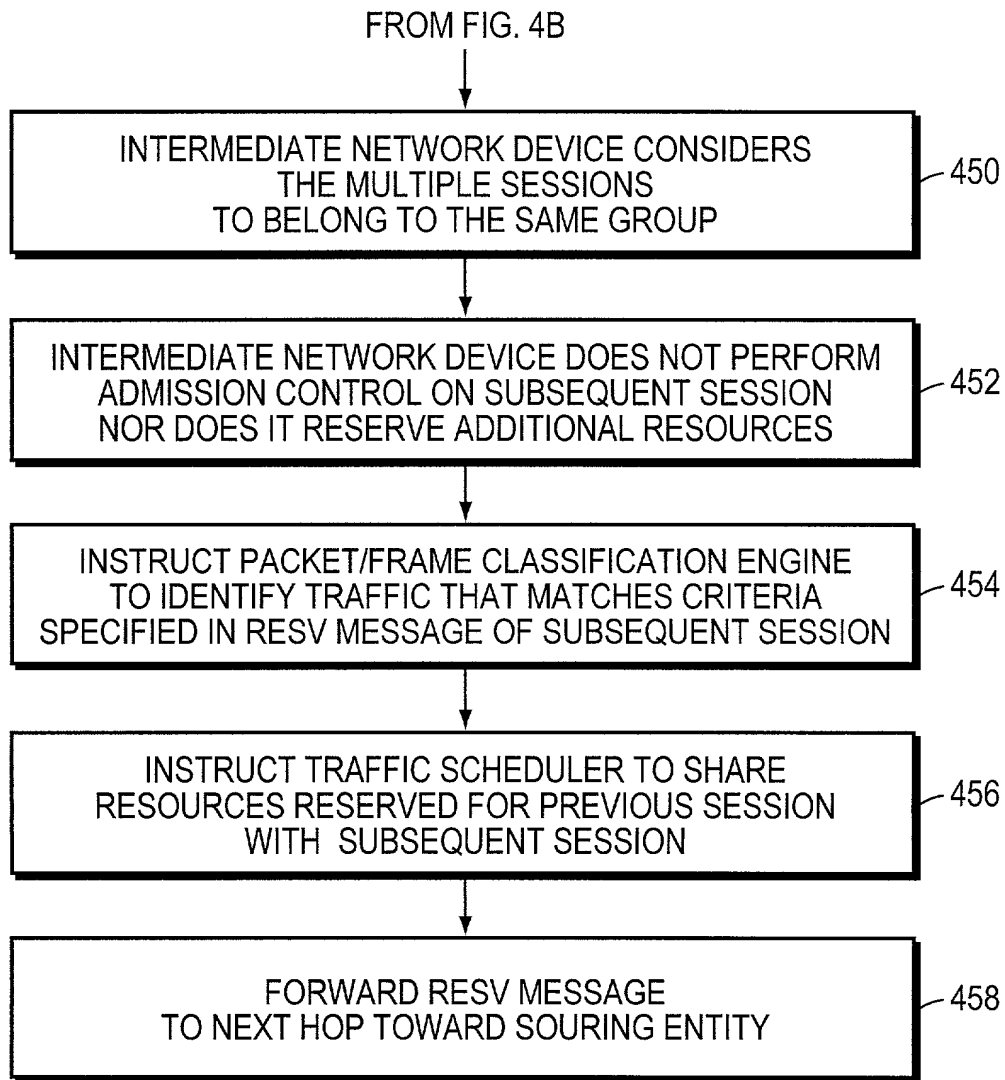 FROM FIG. 4B
INTERMEDIATE NETWORK DEVICE CONSIDERS
THE MULTIPLE SESSIONS
TO BELONG TO THE SAME GROUP
450
INTERMEDIATE NETWORK DEVICE DOES NOT PERFORM
ADMISSION CONTROL ON SUBSEQUENT SESSION
NOR DOES IT RESERVE ADDITIONAL RESOURCES
452
INSTRUCT PACKET/FRAME CLASSIFICATION ENGINE
TO IDENTIFY TRAFFIC THAT MATCHES CRITERIA
SPECIFIED IN RESV MESSAGE OF SUBSEQUENT SESSION
454
INSTRUCT TRAFFIC SCHEDULER TO SHARE
RESOURCES RESERVED FOR PREVIOUS SESSION
WITH SUBSEQUENT SESSION
456
FORWARD RESV MESSAGE
TO NEXT HOP TOWARD SOURING ENTITY
458